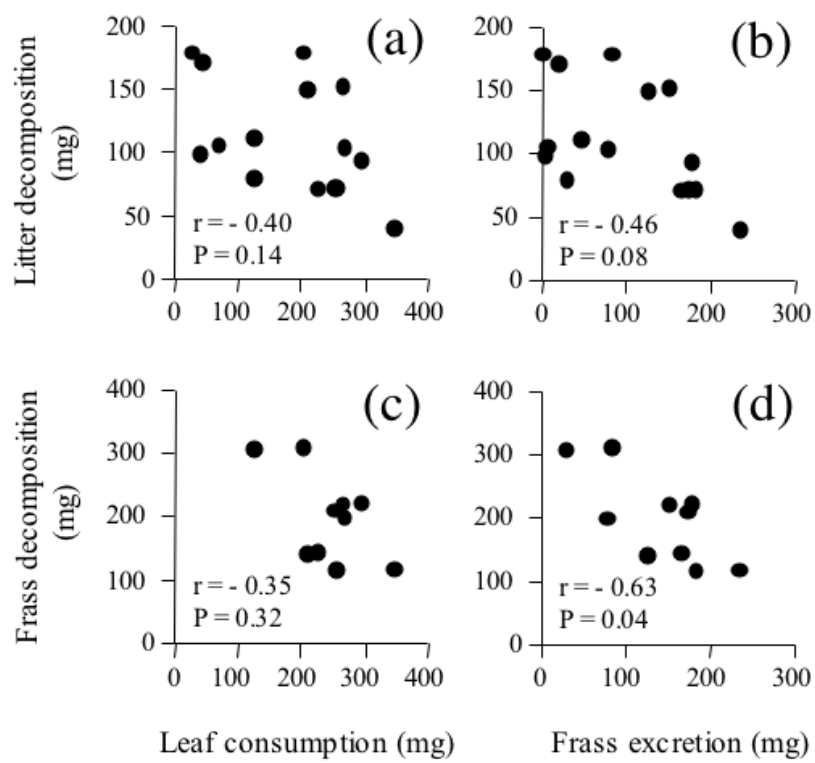 Litter decomposition
(mg)
200
150
100
50
0
(a)
r = - 0.40
P = 0.14
0 100 200 300 400
200
150
100
50
0
(b)
r = - 0.46
P = 0.08
0 100 200 300
Frass decomposition
(mg)
400
300
200
100
0
(c)
r = - 0.35
P = 0.32
0 100 200 300 400
Leaf consumption (mg)
400
300
200
100
0
(d)
r = - 0.63
P = 0.04
0 100 200 300
Frass excretion (mg)